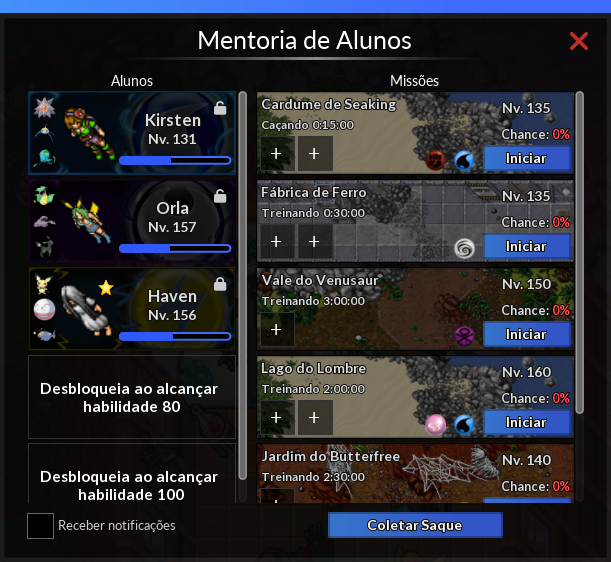 Mentoria de Alunos
Alunos
Kirsten
Nv. 131
Orla
Nv. 157
Haven
Nv. 156
Desbloqueia ao alcançar
habilidade 80
Desbloqueia ao alcançar
habilidade 100
Missões
Cardume de Seaking
Nv. 135
Caçando 0:15:00
Chance: 0%
+ +
Iniciar
Fábrica de Ferro
Nv. 135
Treinando 0:30:00
Chance: 0%
+ +
Iniciar
Vale do Venusaur
Nv. 150
Treinando 3:00:00
Chance: 0%
+
Iniciar
Lago do Lombre
Nv. 160
Treinando 2:00:00
Chance: 0%
+ +
Iniciar
Jardim do Butterfree
Nv. 140
Treinando 2:30:00
Chance: 0%
Receber notificações
Coletar Saque